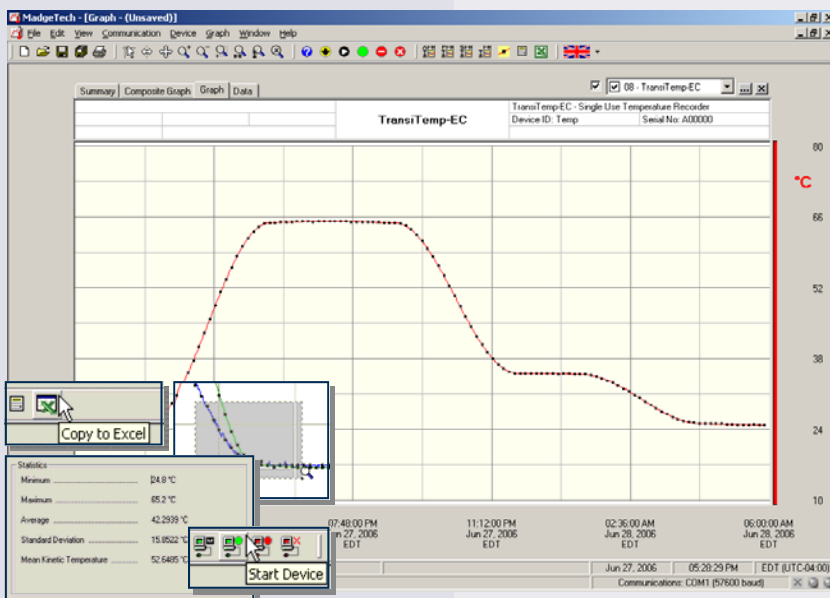 MadgeTech - [Graph - (Unsaved)]
File Edit View Communication Device Graph Window Help
Summary Composite Graph Graph Data
08 - TransiTemp-EC
TransiTemp-EC
TransiTemp-EC - Single Use Temperature Recorder
Device ID: Temp Serial No: A00000
80
°C
66
52
38
24
10
Copy to Excel
Statistics
Minimum 24.8 °C
Maximum 65.2 °C
Average 42.2939 °C
Standard Deviation 15.8522 °C
Mean Kinetic Temperature 52.6485 °C
Start Device
07:48:00 PM
Jun 27, 2006
EDT
11:12:00 PM
Jun 27, 2006
EDT
02:36:00 AM
Jun 28, 2006
EDT
06:00:00 AM
Jun 28, 2006
EDT
Jun 27, 2006 05:28:29 PM EDT (UTC-04:00)
Communications: COM1 (57600 baud)